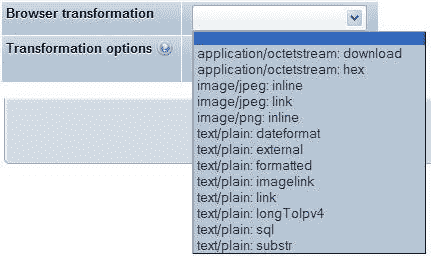 Browser transformation
Transformation options
application/octetstream: download
application/octetstream: hex
image/jpeg: inline
image/jpeg: link
image/png: inline
text/plain: dateformat
text/plain: external
text/plain: formatted
text/plain: imagelink
text/plain: link
text/plain: longToIpv4
text/plain: sql
text/plain: substr